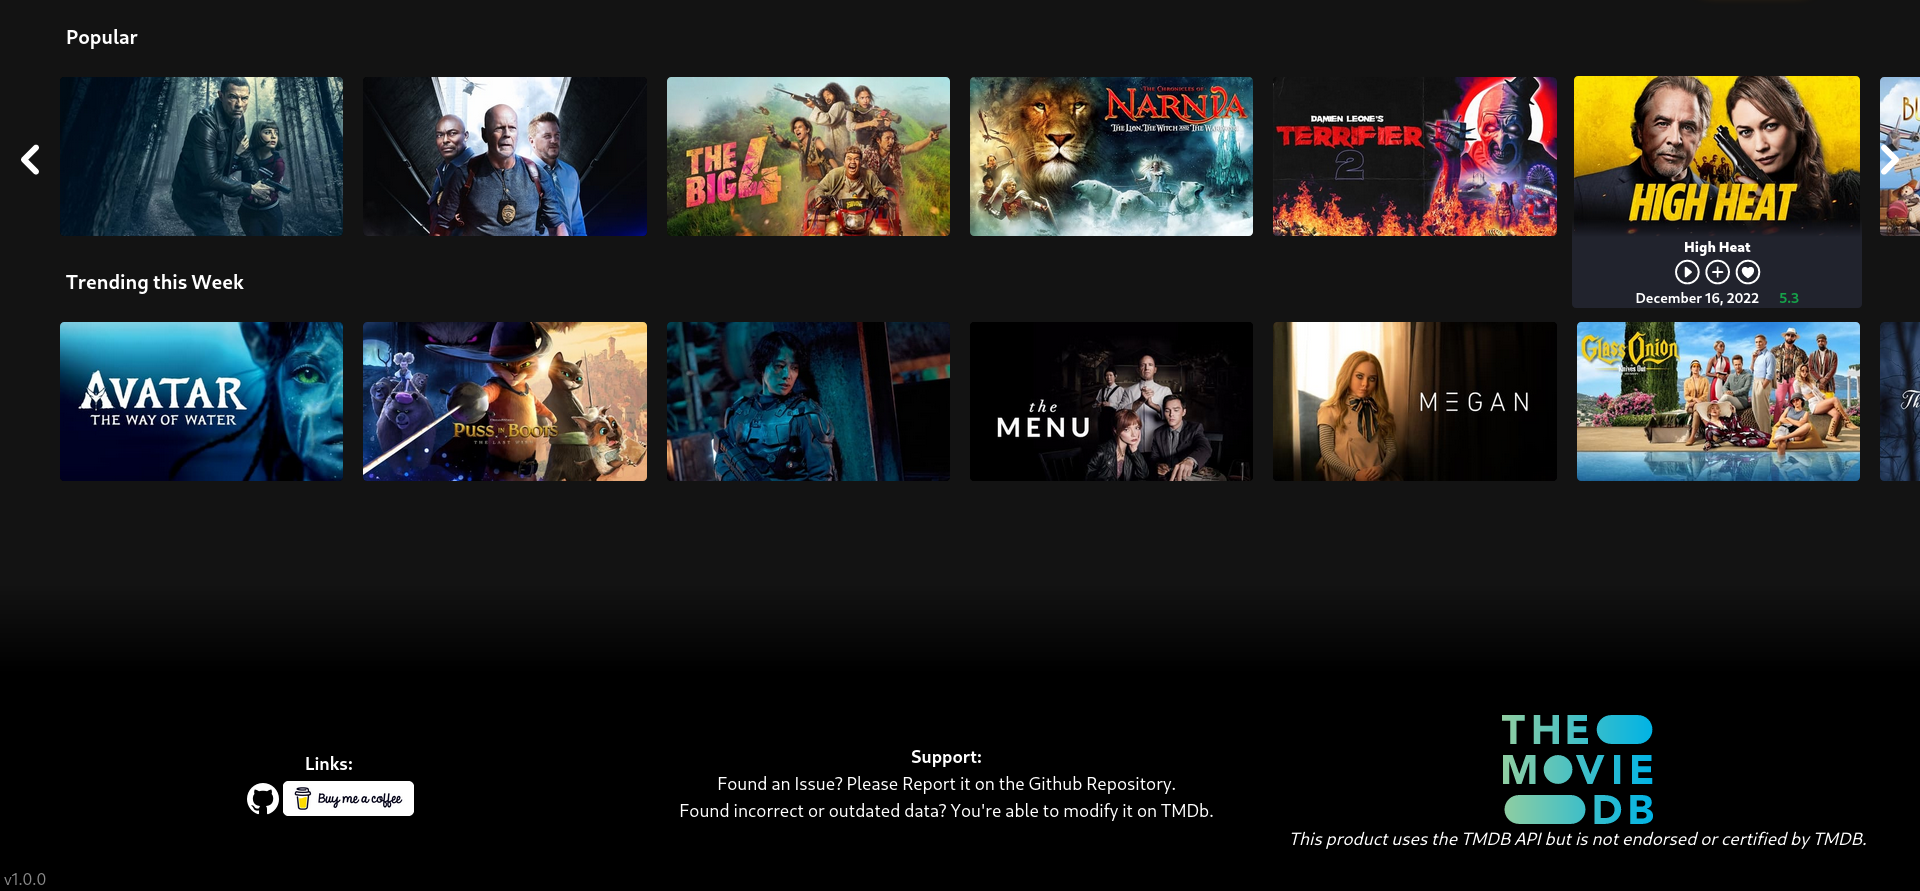 Popular
THE BIG 4
THE CHRONICLES OF
NARNIA
THE LION, THE WITCH AND THE
DAMIEN LEONE'S
TERRIFIER
2
HIGH HEAT
High Heat
December 16, 2022 5.3
Trending this Week
AVATAR
THE WAY OF WATER
PUSS IN BOOTS
THE LAST
the
MENU
MEGAN
Glass Onion
Knives Out
Th
Links:
Buy me a coffee
Support:
Found an Issue? Please Report it on the Github Repository.
Found incorrect or outdated data? You're able to modify it on TMDb.
THE
MOVIE
DB
This product uses the TMDB API but is not endorsed or certified by TMDB.
v1.0.0